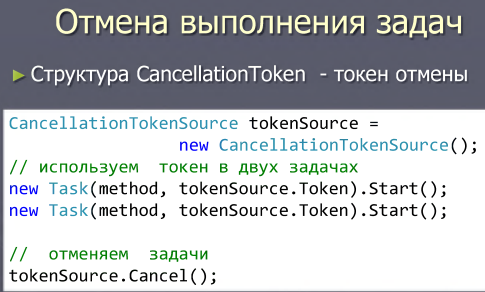 Отмена выполнения задач
► Структура CancellationToken - токен отмены
CancellationTokenSource tokenSource =
new CancellationTokenSource();
// используем токен в двух задачах
new Task(method, tokenSource.Token).Start();
new Task(method, tokenSource.Token).Start();
// отменяем задачи
tokenSource.Cancel();